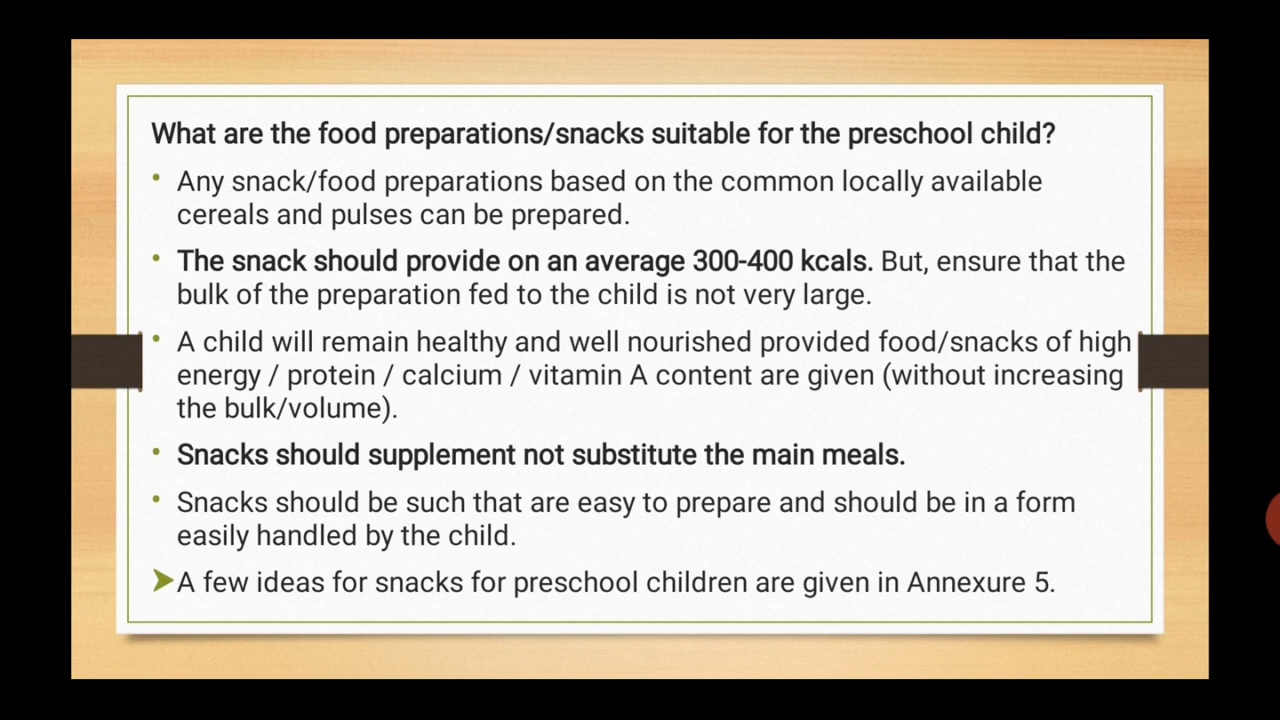 What are the food preparations/snacks suitable for the preschool child?
• Any snack/food preparations based on the common locally available
cereals and pulses can be prepared.
• The snack should provide on an average 300-400 kcals. But, ensure that the
bulk of the preparation fed to the child is not very large.
• A child will remain healthy and well nourished provided food/snacks of high
energy / protein / calcium / vitamin A content are given (without increasing
the bulk/volume).
• Snacks should supplement not substitute the main meals.
• Snacks should be such that are easy to prepare and should be in a form
easily handled by the child.
➤A few ideas for snacks for preschool children are given in Annexure 5.